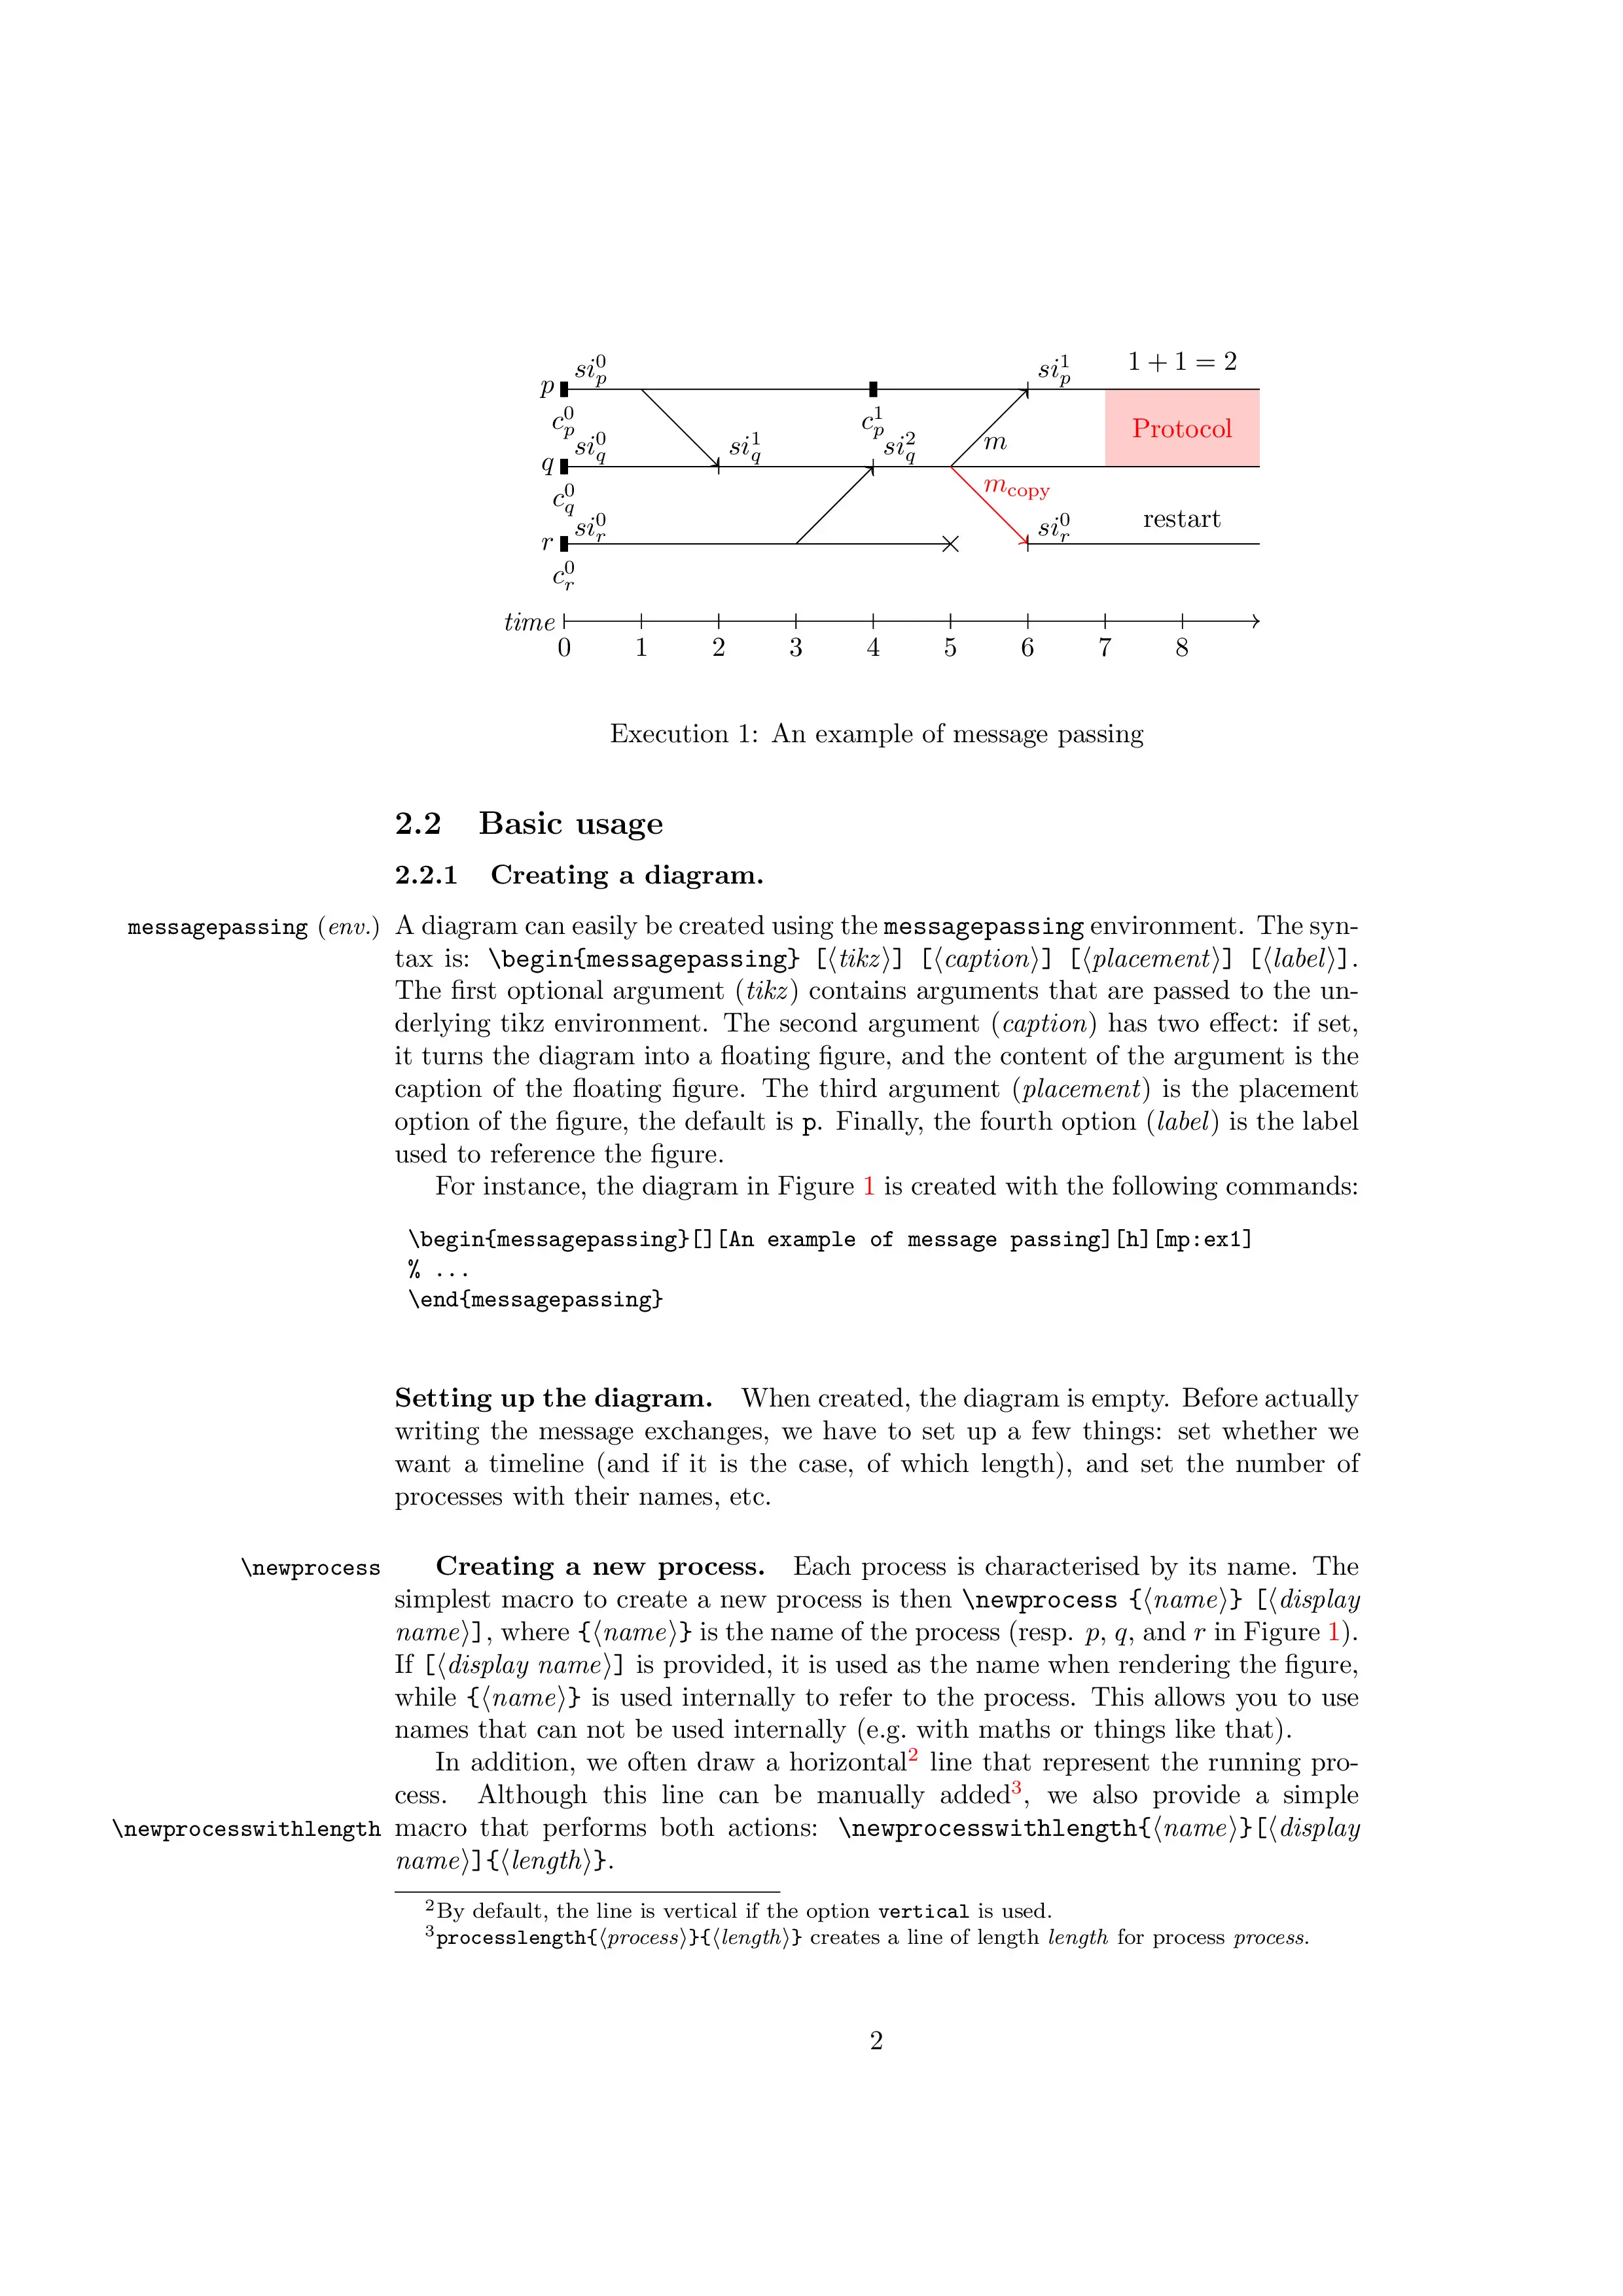 si_p^0 si_p^1 1 + 1 = 2
p
c_p^0 c_p^1 Protocol
si_q^0 si_q^1 si_q^2 m
q
c_q^0 m_copy
si_r^0 si_r^0 restart
r
c_r^0
time
0 1 2 3 4 5 6 7 8
Execution 1: An example of message passing
2.2 Basic usage
2.2.1 Creating a diagram.
messagepassing (env.) A diagram can easily be created using the messagepassing environment. The syn-
tax is: \begin{messagepassing} [⟨tikz⟩] [⟨caption⟩] [⟨placement⟩] [⟨label⟩].
The first optional argument (tikz) contains arguments that are passed to the un-
derlying tikz environment. The second argument (caption) has two effect: if set,
it turns the diagram into a floating figure, and the content of the argument is the
caption of the floating figure. The third argument (placement) is the placement
option of the figure, the default is p. Finally, the fourth option (label) is the label
used to reference the figure.
For instance, the diagram in Figure 1 is created with the following commands:
\begin{messagepassing}[][An example of message passing][h][mp:ex1]
% ...
\end{messagepassing}
Setting up the diagram. When created, the diagram is empty. Before actually
writing the message exchanges, we have to set up a few things: set whether we
want a timeline (and if it is the case, of which length), and set the number of
processes with their names, etc.
\newprocess Creating a new process. Each process is characterised by its name. The
simplest macro to create a new process is then \newprocess {⟨name⟩} [⟨display
name⟩], where {⟨name⟩} is the name of the process (resp. p, q, and r in Figure 1).
If [⟨display name⟩] is provided, it is used as the name when rendering the figure,
while {⟨name⟩} is used internally to refer to the process. This allows you to use
names that can not be used internally (e.g. with maths or things like that).
In addition, we often draw a horizontal² line that represent the running pro-
cess. Although this line can be manually added³, we also provide a simple
\newprocesswithlength macro that performs both actions: \newprocesswithlength{⟨name⟩}[⟨display
name⟩]{⟨length⟩}.
²By default, the line is vertical if the option vertical is used.
³processlength{⟨process⟩}{⟨length⟩} creates a line of length length for process process.
2